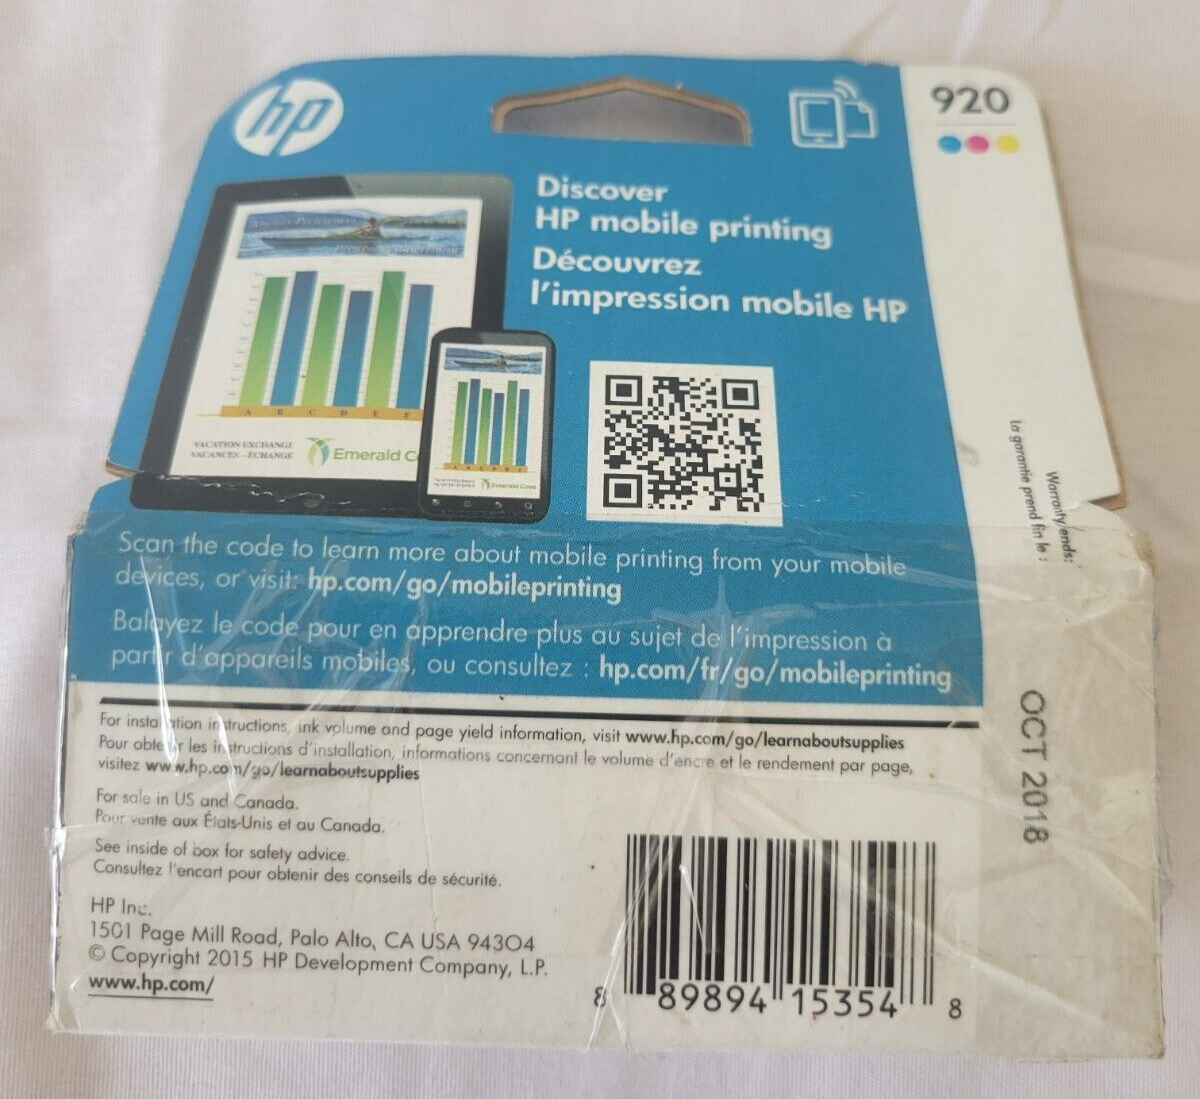 hp
920
Discover
HP mobile printing
Découvrez
l'impression mobile HP
A B C D E F
VACATION EXCHANGE
VACANCES-ÉCHANGE
Emerald Co
Emerald Cove
La garantie prend fin le :
Warranty ends:
OCT 2018
Scan the code to learn more about mobile printing from your mobile
devices, or visit: hp.com/go/mobileprinting
Balayez le code pour en apprendre plus au sujet de l'impression à
partir d'appareils mobiles, ou consultez : hp.com/fr/go/mobileprinting
For installation instructions, ink volume and page yield information, visit www.hp.com/go/learnaboutsupplies
Pour obtenir les instructions d'installation, informations concernant le volume d'encre et le rendement par page,
visitez www.hp.com/go/learnaboutsupplies
For sale in US and Canada.
Pour vente aux États-Unis et au Canada.
See inside of box for safety advice.
Consultez l'encart pour obtenir des conseils de sécurité.
HP Inc.
1501 Page Mill Road, Palo Alto, CA USA 94304
© Copyright 2015 HP Development Company, L.P.
www.hp.com/
8 89894 15354 8